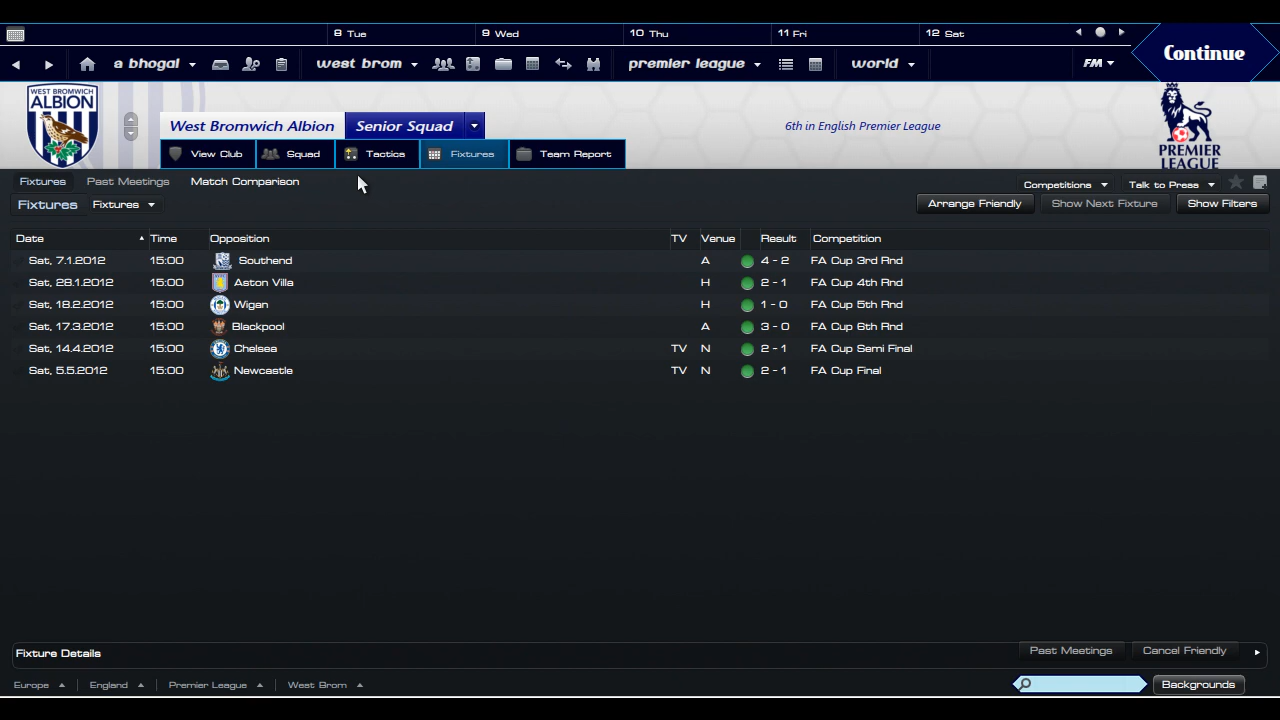 8 Tue 9 Wed 10 Thu 11 Fri 12 Sat
Continue
a bhogal west brom premier league world FM
WEST BROMWICH
ALBION
West Bromwich Albion Senior Squad 6th in English Premier League
PREMIER
LEAGUE
View Club Squad Tactics Fixtures Team Report
Fixtures Past Meetings Match Comparison Competitions Talk to Press
Fixtures Fixtures Arrange Friendly Show Next Fixture Show Filters
Date Time Opposition TV Venue Result Competition
Sat, 7.1.2012 15:00 Southend A 4 - 2 FA Cup 3rd Rnd
Sat, 28.1.2012 15:00 Aston Villa H 2 - 1 FA Cup 4th Rnd
Sat, 18.2.2012 15:00 Wigan H 1 - 0 FA Cup 5th Rnd
Sat, 17.3.2012 15:00 Blackpool A 3 - 0 FA Cup 6th Rnd
Sat, 14.4.2012 15:00 Chelsea TV N 2 - 1 FA Cup Semi Final
Sat, 5.5.2012 15:00 Newcastle TV N 2 - 1 FA Cup Final
Fixture Details Past Meetings Cancel Friendly
Europe England Premier League West Brom Backgrounds